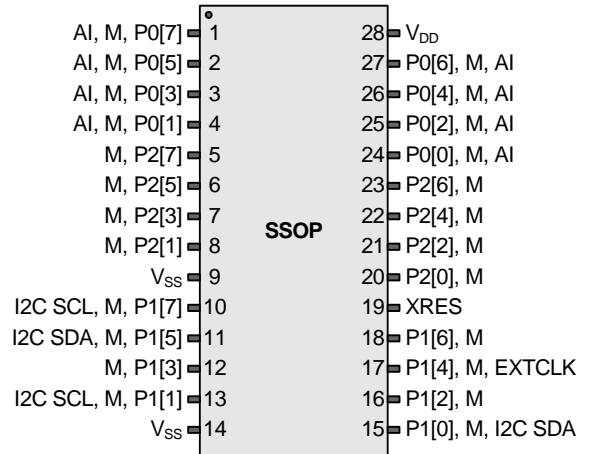 AI, M, P0[7] 1 28 VDD
AI, M, P0[5] 2 27 P0[6], M, AI
AI, M, P0[3] 3 26 P0[4], M, AI
AI, M, P0[1] 4 25 P0[2], M, AI
M, P2[7] 5 24 P0[0], M, AI
M, P2[5] 6 23 P2[6], M
M, P2[3] 7 22 P2[4], M
SSOP
M, P2[1] 8 21 P2[2], M
VSS 9 20 P2[0], M
I2C SCL, M, P1[7] 10 19 XRES
I2C SDA, M, P1[5] 11 18 P1[6], M
M, P1[3] 12 17 P1[4], M, EXTCLK
I2C SCL, M, P1[1] 13 16 P1[2], M
VSS 14 15 P1[0], M, I2C SDA